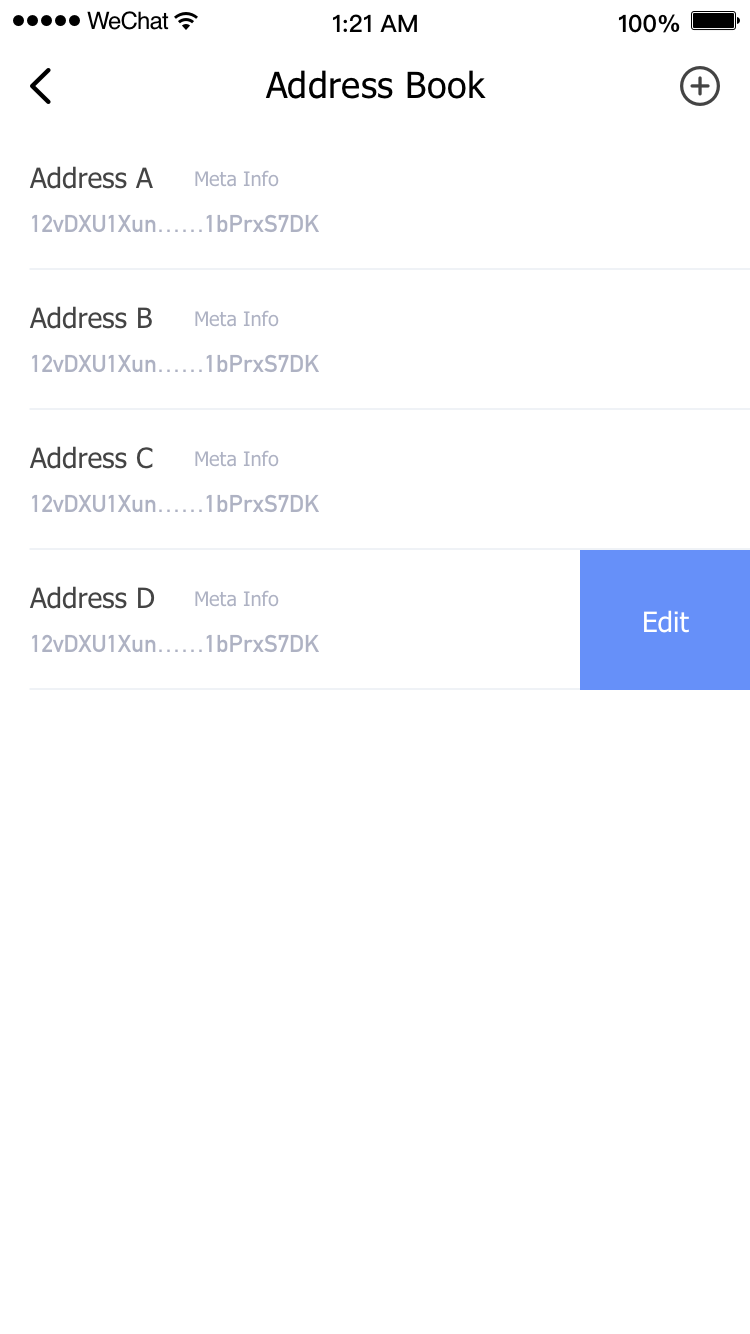 WeChat 1:21 AM 100%
Address Book
Address A Meta Info
12vDXU1Xun......1bPrxS7DK
Address B Meta Info
12vDXU1Xun......1bPrxS7DK
Address C Meta Info
12vDXU1Xun......1bPrxS7DK
Address D Meta Info
12vDXU1Xun......1bPrxS7DK
Edit